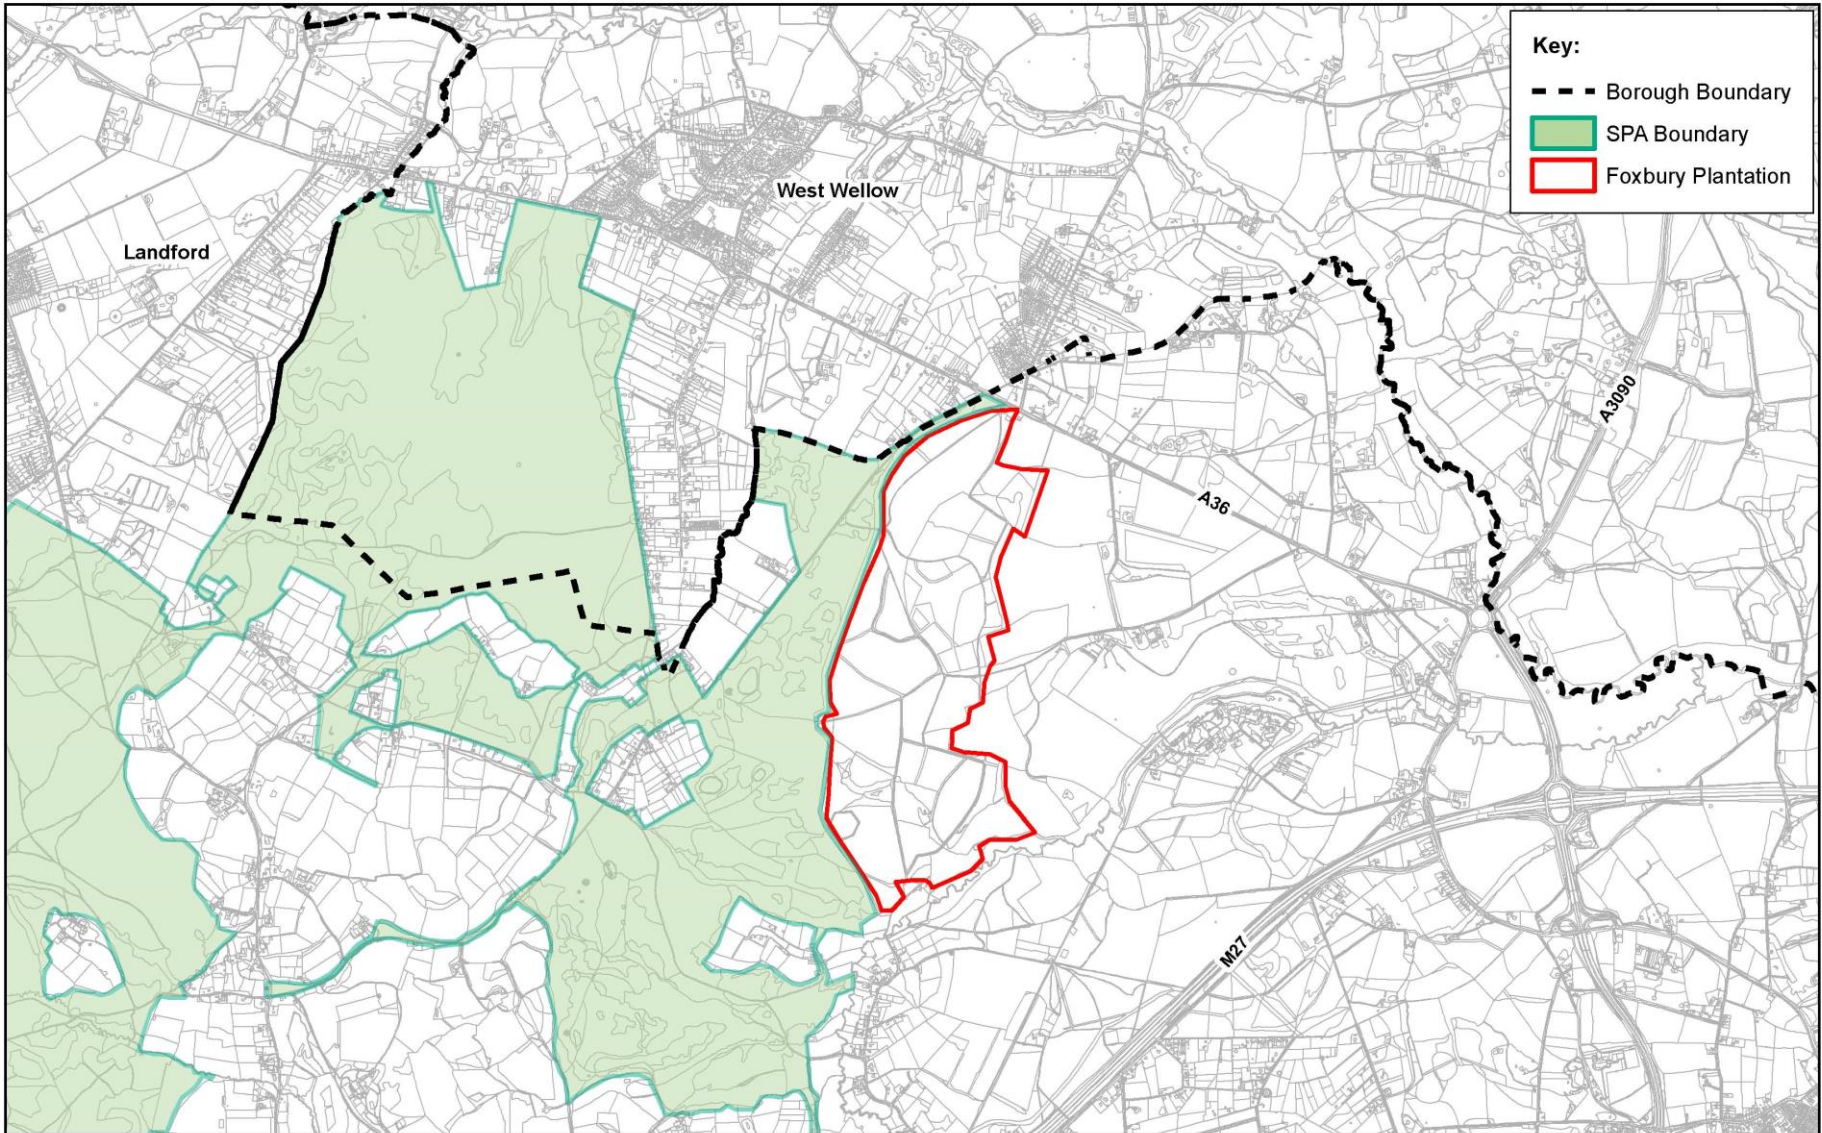 Key:
Borough Boundary
SPA Boundary
Foxbury Plantation
West Wellow
Landford
A3090
A36
M27